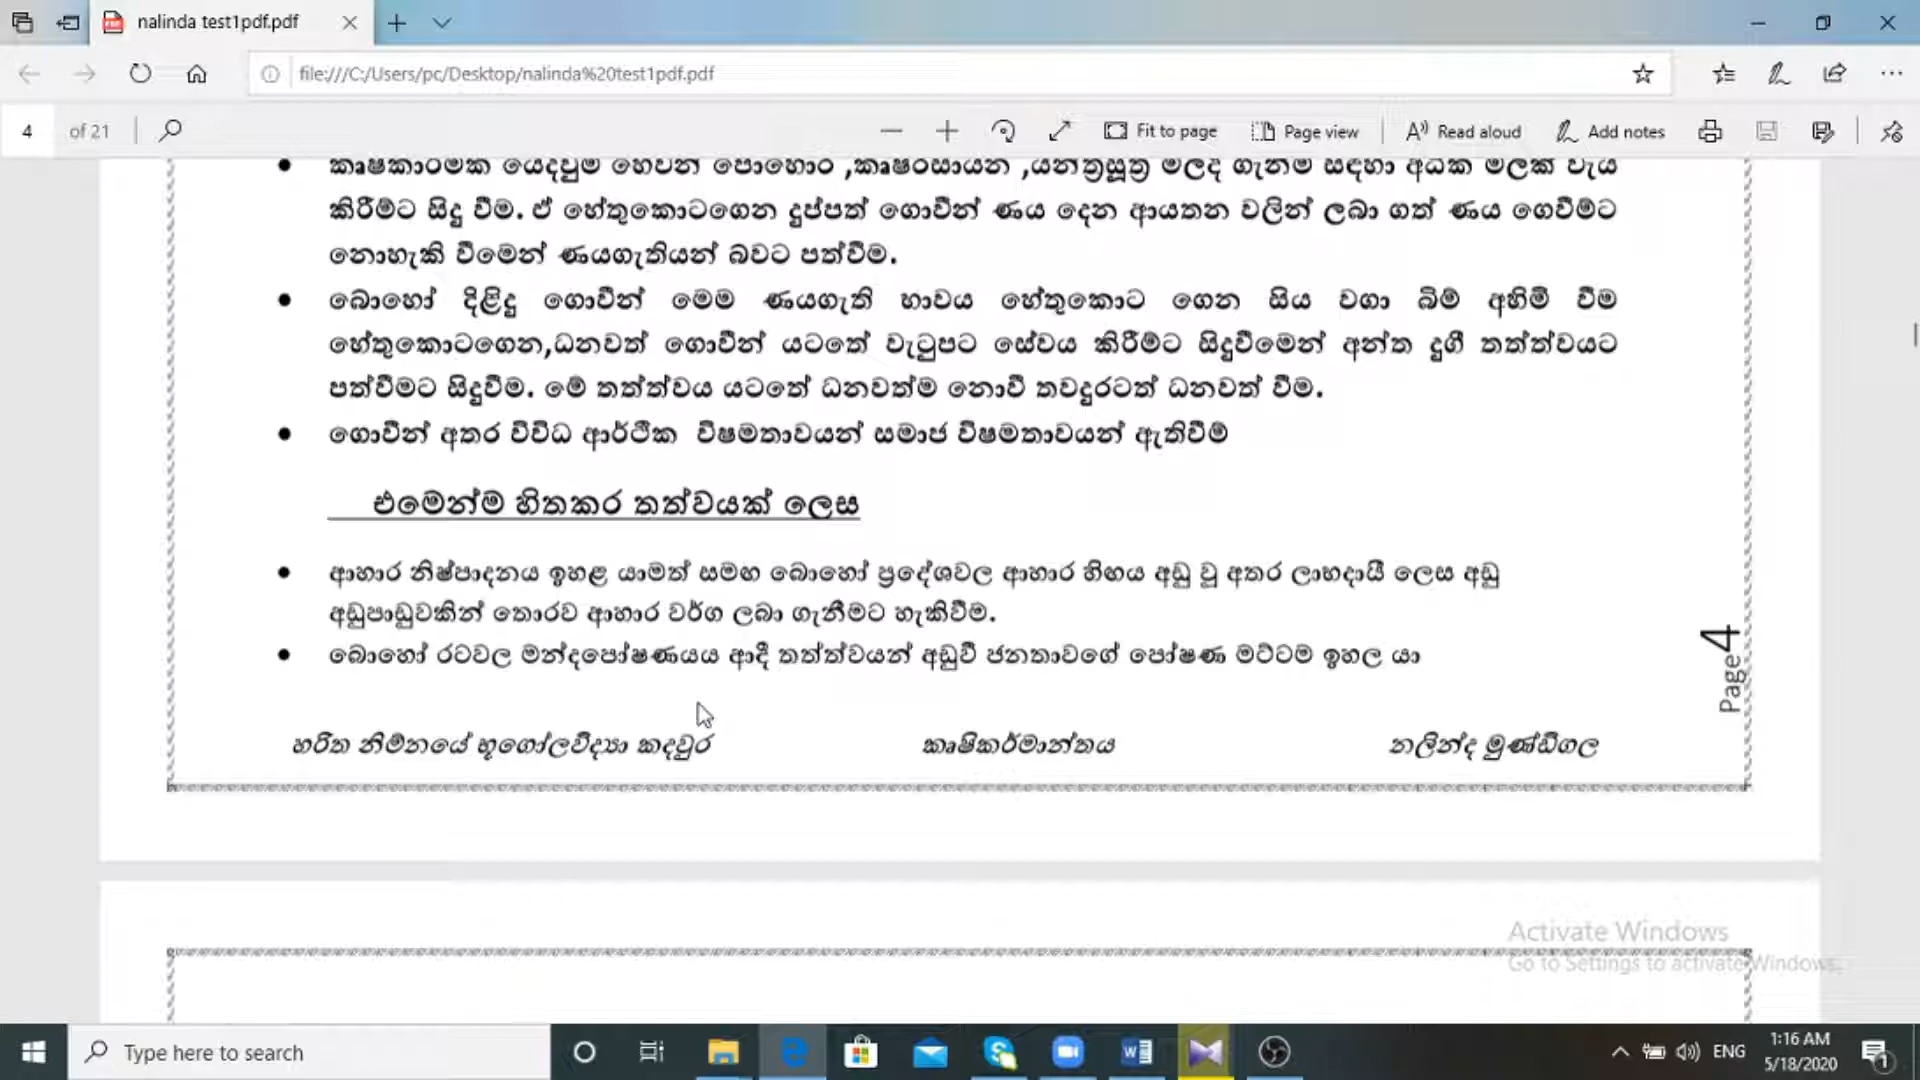 nalinda test1pdf.pdf
file:///C:/Users/pc/Desktop/nalinda%20test1pdf.pdf
4 of 21 Fit to page Page view Read aloud Add notes
• කෘෂිකාර්මික යෙදවුම් හෙවත් පොහොර ,කෘෂිරසායන ,යන්ත්‍රසූත්‍ර මිලදී ගැනීම සඳහා අධික මිලක් වැය
කිරීම්ට සිදු වීම. ඒ හේතුකොටගෙන දුප්පත් ගොවීන් ණය දෙන ආයතන වලින් ලබා ගත් ණය ගෙවීම්ට
නොහැකි වීමෙන් ණයගැතියන් බවට පත්වීම.
• බොහෝ දිළිදු ගොවීන් මෙම ණයගැති භාවය හේතුකොට ගෙන සිය වගා බිම් අහිමි වීම
හේතුකොටගෙන,ධනවත් ගොවීන් යටතේ වැටුපට සේවය කිරීම්ට සිදුවීමෙන් අන්ත දුගී තත්ත්වයට
පත්වීමට සිදුවීම. මේ තත්ත්වය යටතේ ධනවත්ම නොවී තවදුරටත් ධනවත් වීම.
• ගොවීන් අතර විවිධ ආර්ථික විෂමතාවයන් සමාජ විෂමතාවයන් ඇතිවීම්
එමෙන්ම හිතකර තත්වයක් ලෙස
• ආහාර නිෂ්පාදනය ඉහළ යාමත් සමඟ බොහෝ ප්‍රදේශවල ආහාර හිඟය අඩු වූ අතර ලාභදායී ලෙස අඩු
අඩුපාඩුවකින් තොරව ආහාර වර්ග ලබා ගැනීමට හැකිවීම.
• බොහෝ රටවල මන්දපෝෂණයය ආදී තත්ත්වයන් අඩුවී ජනතාවගේ පෝෂණ මට්ටම ඉහල යා
Page 4
හරිත නිම්නයේ භූගෝලවිද්‍යා කදවුර කෘෂිකර්මාන්තය නලින්ද මුණ්ඩිගල
Activate Windows
Go to Settings to activate Windows.
Type here to search
ENG
1:16 AM
5/18/2020
1